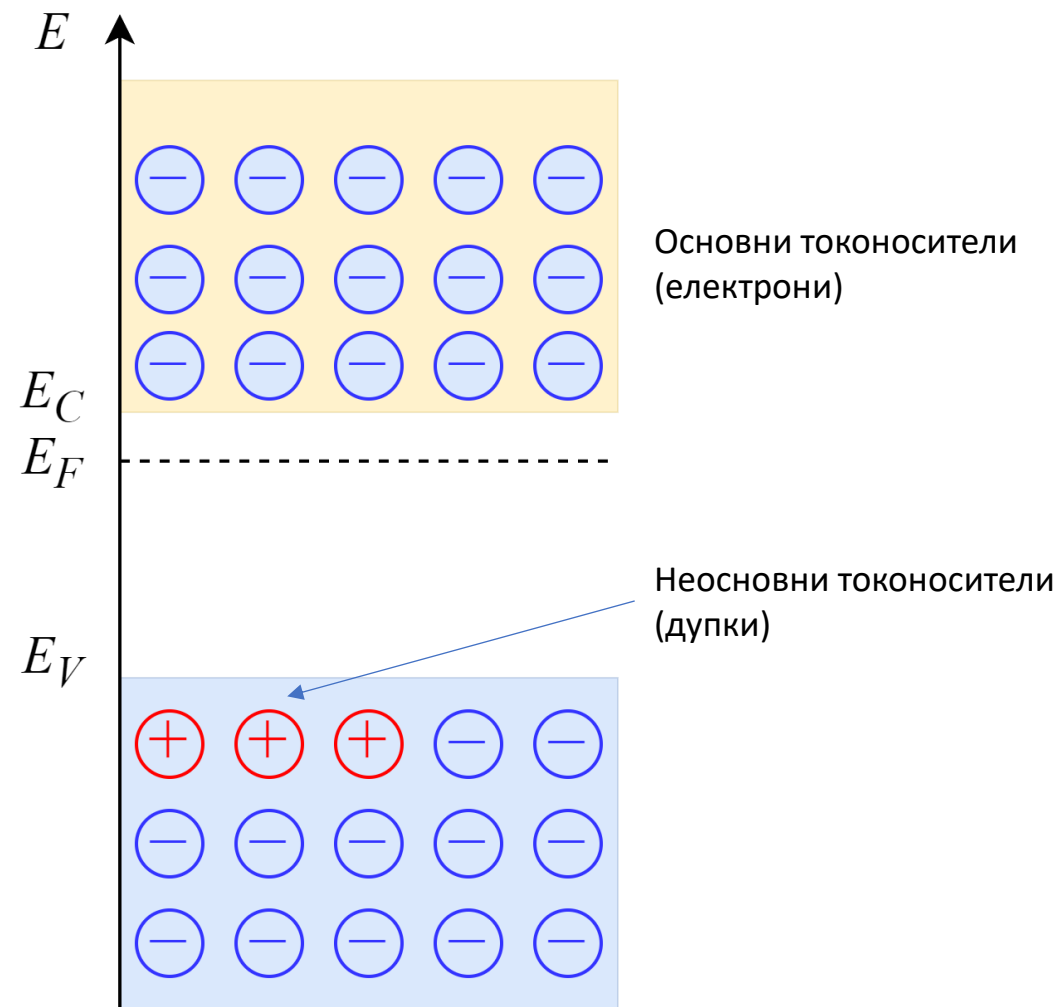 E
Основни токоносители
(електрони)
E_C
E_F
Неосновни токоносители
(дупки)
E_V